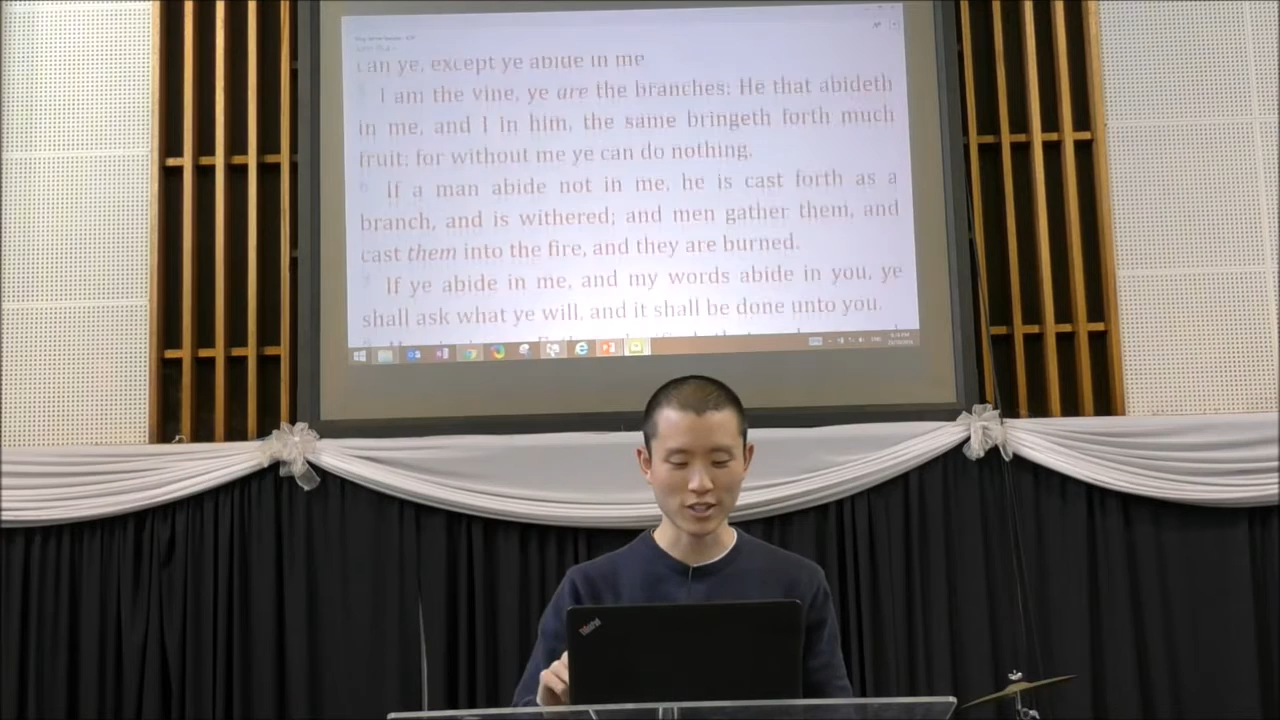 can ye, except ye abide in me
I am the vine, ye are the branches: He that abideth
in me, and I in him, the same bringeth forth much
fruit: for without me ye can do nothing.
If a man abide not in me, he is cast forth as a
branch, and is withered; and men gather them, and
cast them into the fire, and they are burned.
If ye abide in me, and my words abide in you, ye
shall ask what ye will, and it shall be done unto you.
ThinkPad